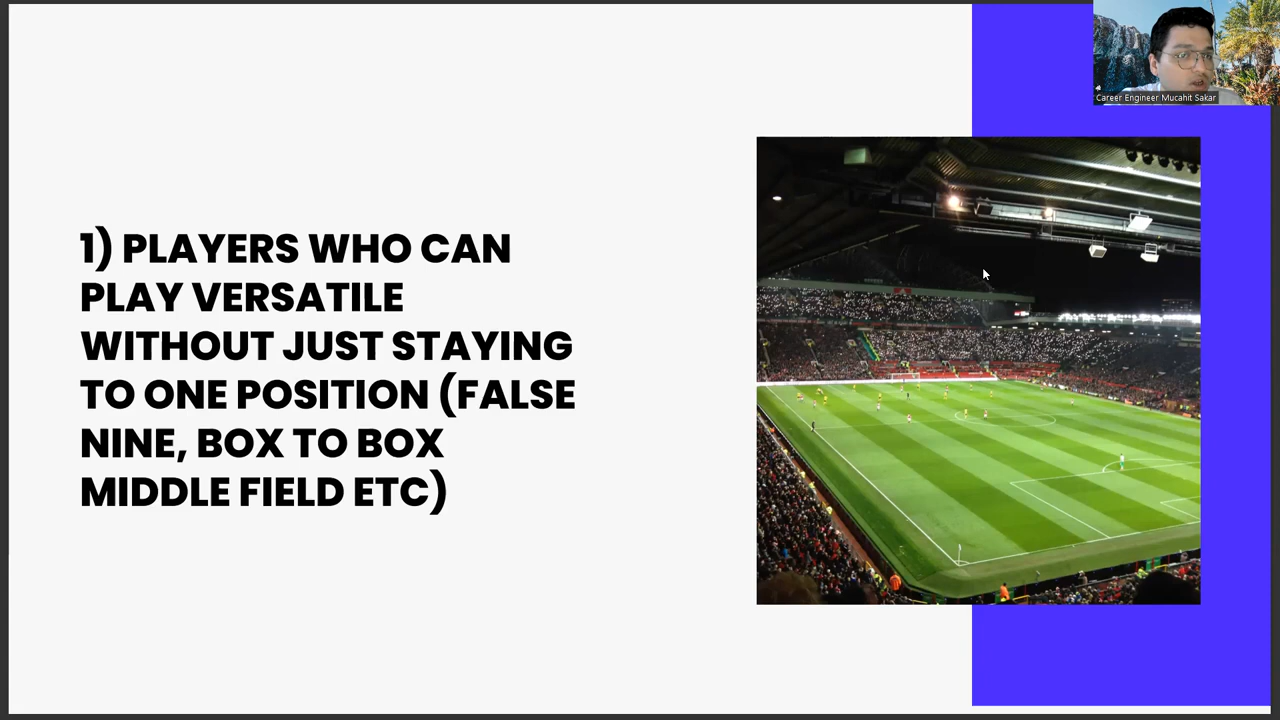 Career Engineer Mucahit Sakar
1) PLAYERS WHO CAN
PLAY VERSATILE
WITHOUT JUST STAYING
TO ONE POSITION (FALSE
NINE, BOX TO BOX
MIDDLE FIELD ETC)